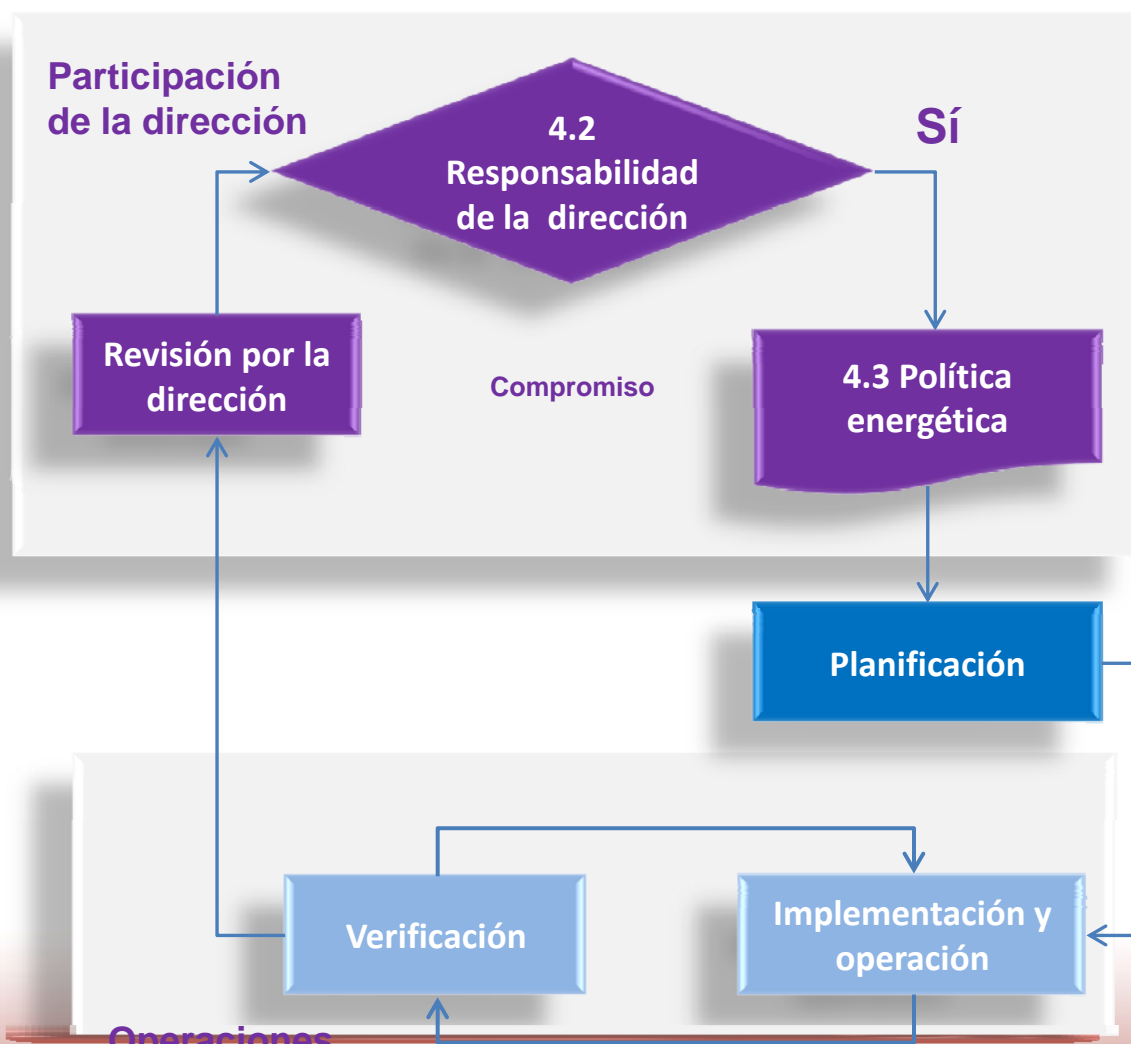 Participación
de la dirección
4.2
Responsabilidad
de la dirección
Sí
Revisión por la
dirección
Compromiso
4.3 Política
energética
Planificación
Verificación
Implementación y
operación
Operaciones